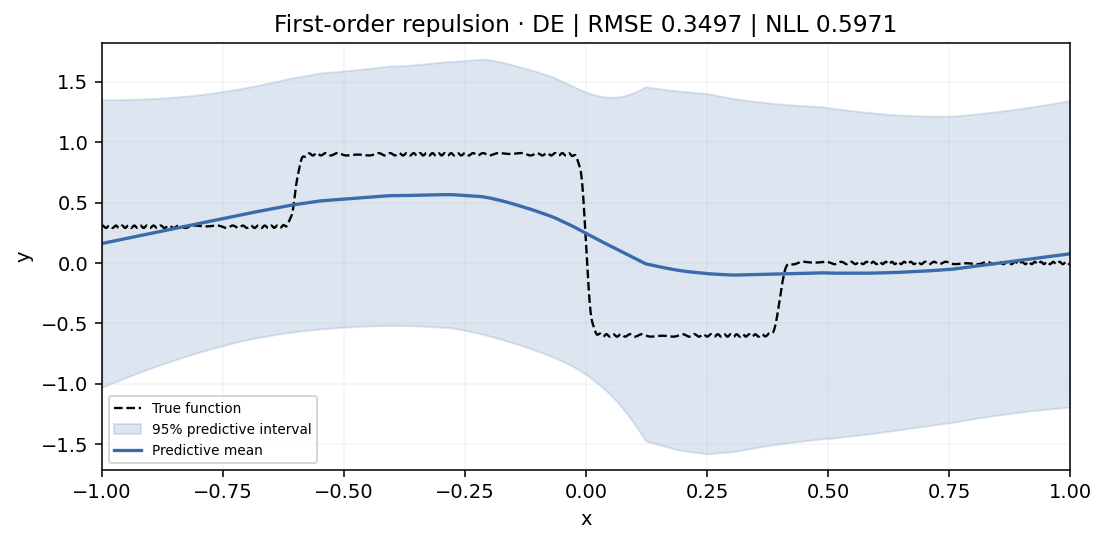 First-order repulsion · DE | RMSE 0.3497 | NLL 0.5971
y
1.5
1.0
0.5
0.0
−0.5
−1.0
−1.5
True function
95% predictive interval
Predictive mean
−1.00 −0.75 −0.50 −0.25 0.00 0.25 0.50 0.75 1.00
x